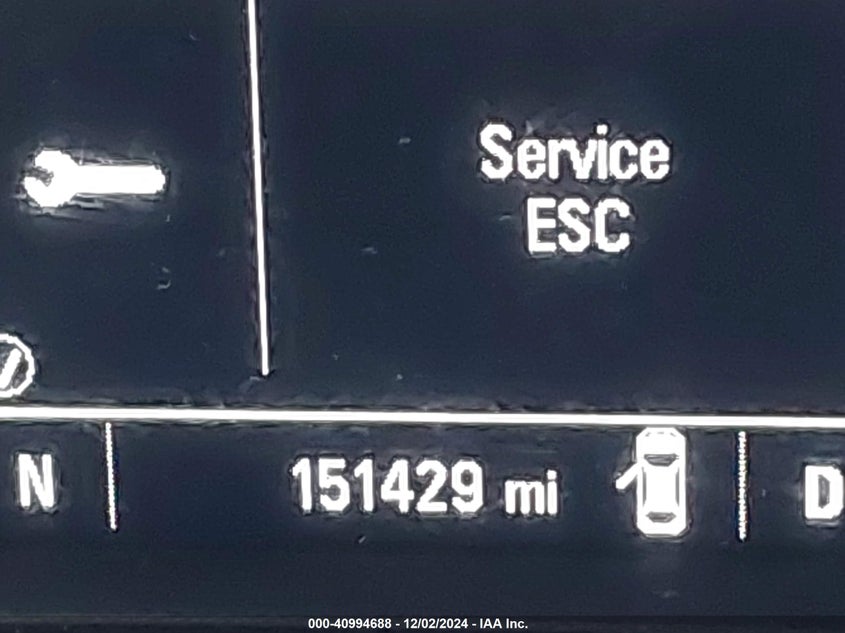 Service
ESC
N 151429 mi D
000-40994688 - 12/02/2024 - IAA Inc.